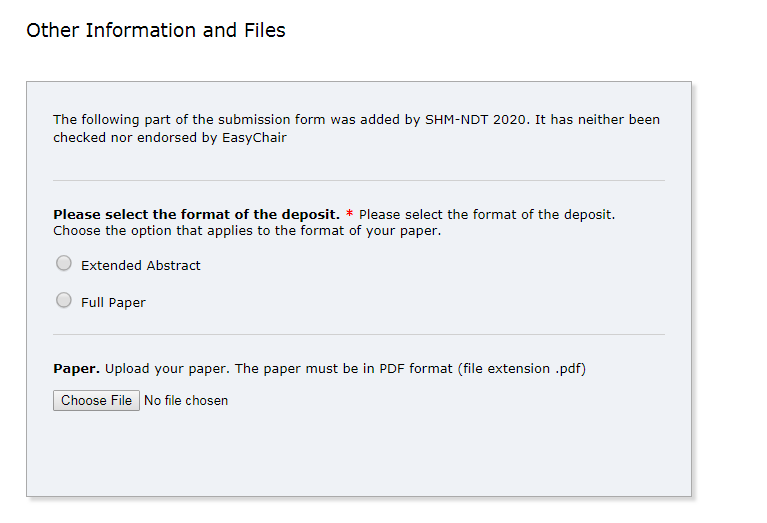 Other Information and Files
The following part of the submission form was added by SHM-NDT 2020. It has neither been
checked nor endorsed by EasyChair
Please select the format of the deposit. * Please select the format of the deposit.
Choose the option that applies to the format of your paper.
Extended Abstract
Full Paper
Paper. Upload your paper. The paper must be in PDF format (file extension .pdf)
Choose File No file chosen